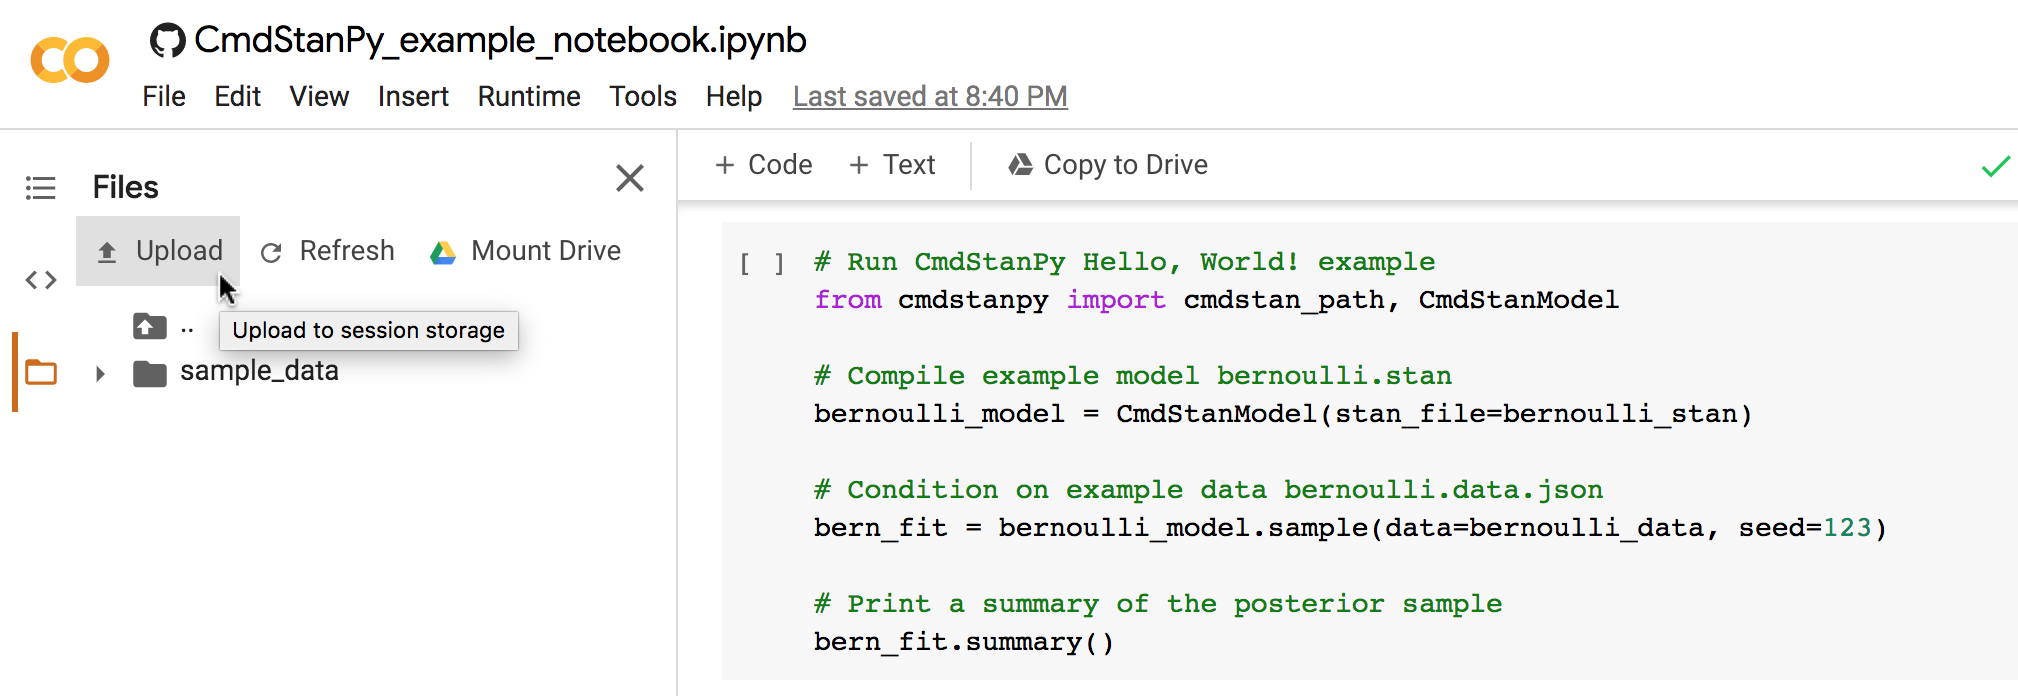 CmdStanPy_example_notebook.ipynb
File Edit View Insert Runtime Tools Help Last saved at 8:40 PM
Files
Upload Refresh Mount Drive
..
Upload to session storage
sample_data
+ Code + Text Copy to Drive
[ ] # Run CmdStanPy Hello, World! example
from cmdstanpy import cmdstan_path, CmdStanModel
# Compile example model bernoulli.stan
bernoulli_model = CmdStanModel(stan_file=bernoulli_stan)
# Condition on example data bernoulli.data.json
bern_fit = bernoulli_model.sample(data=bernoulli_data, seed=123)
# Print a summary of the posterior sample
bern_fit.summary()